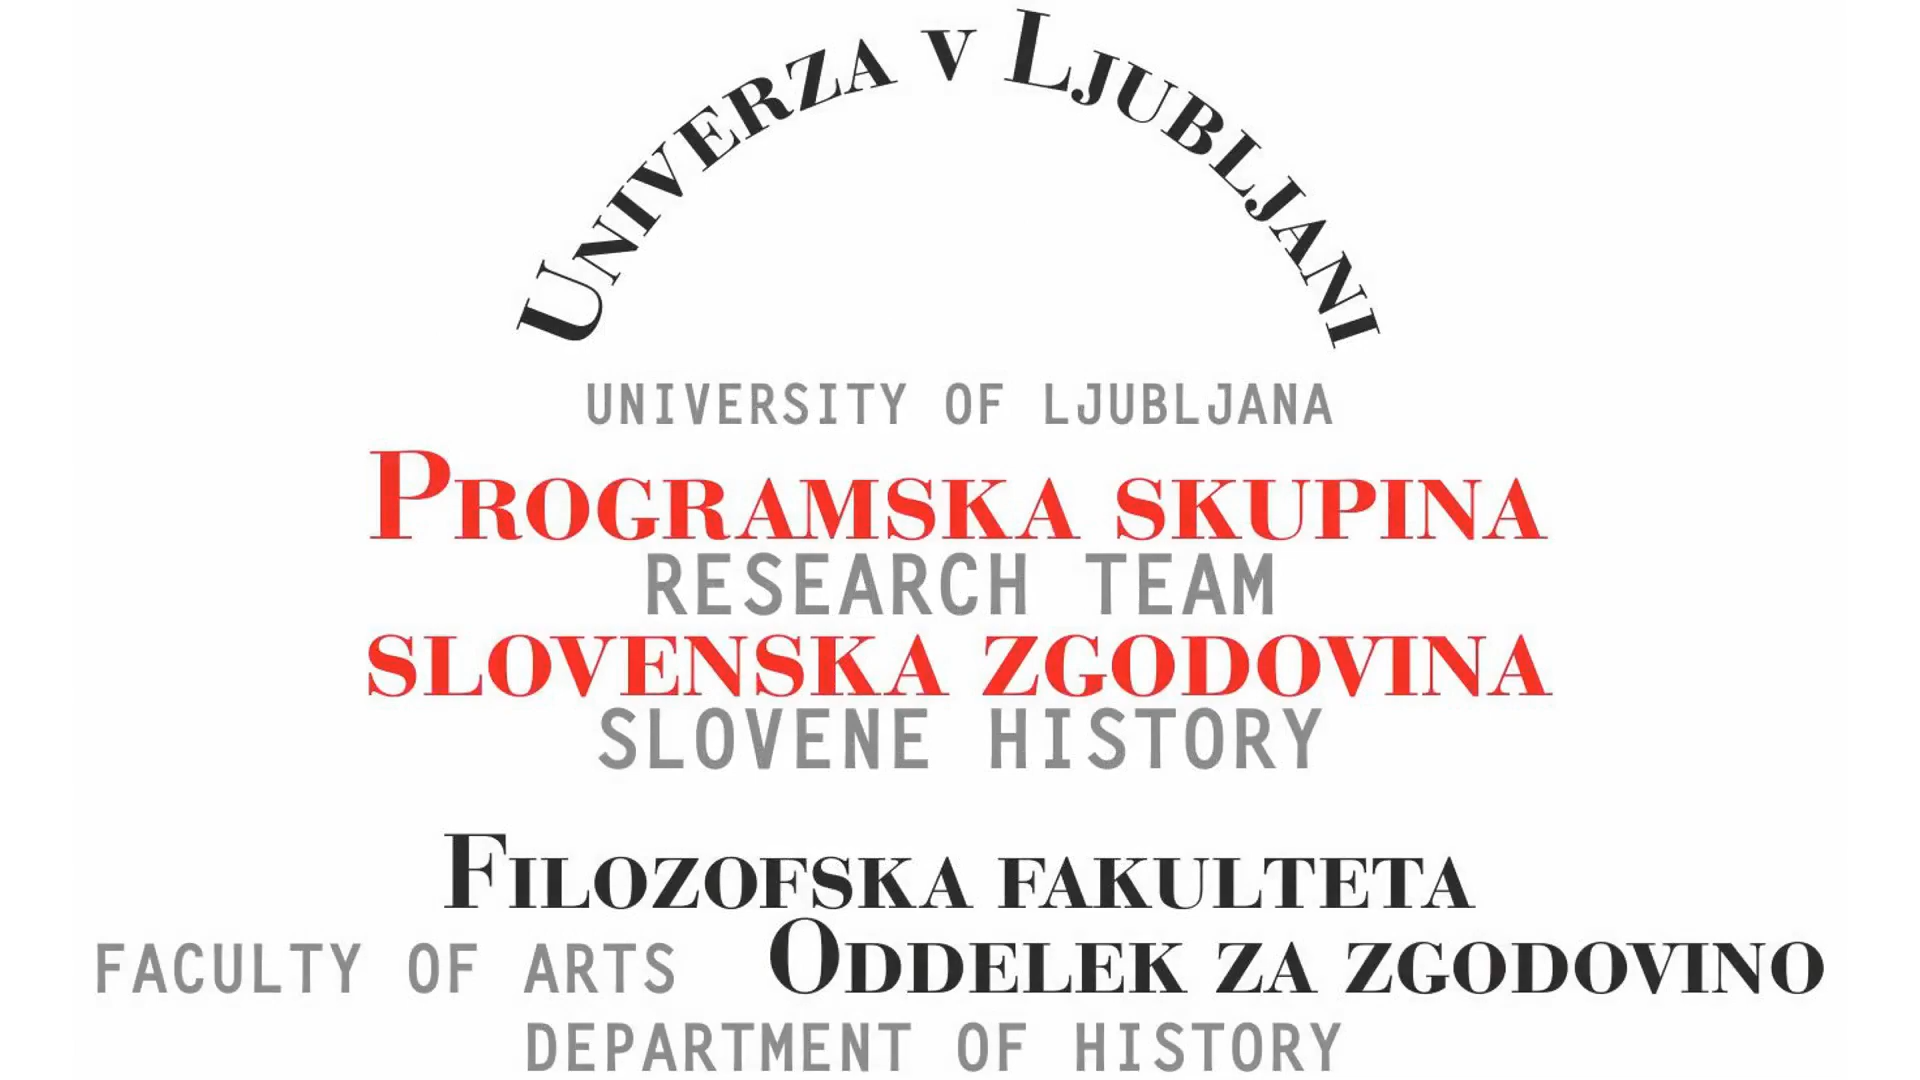 Univerza v Ljubljani
UNIVERSITY OF LJUBLJANA
Programska skupina
RESEARCH TEAM
slovenska zgodovina
SLOVENE HISTORY
Filozofska fakulteta
FACULTY OF ARTS Oddelek za zgodovino
DEPARTMENT OF HISTORY